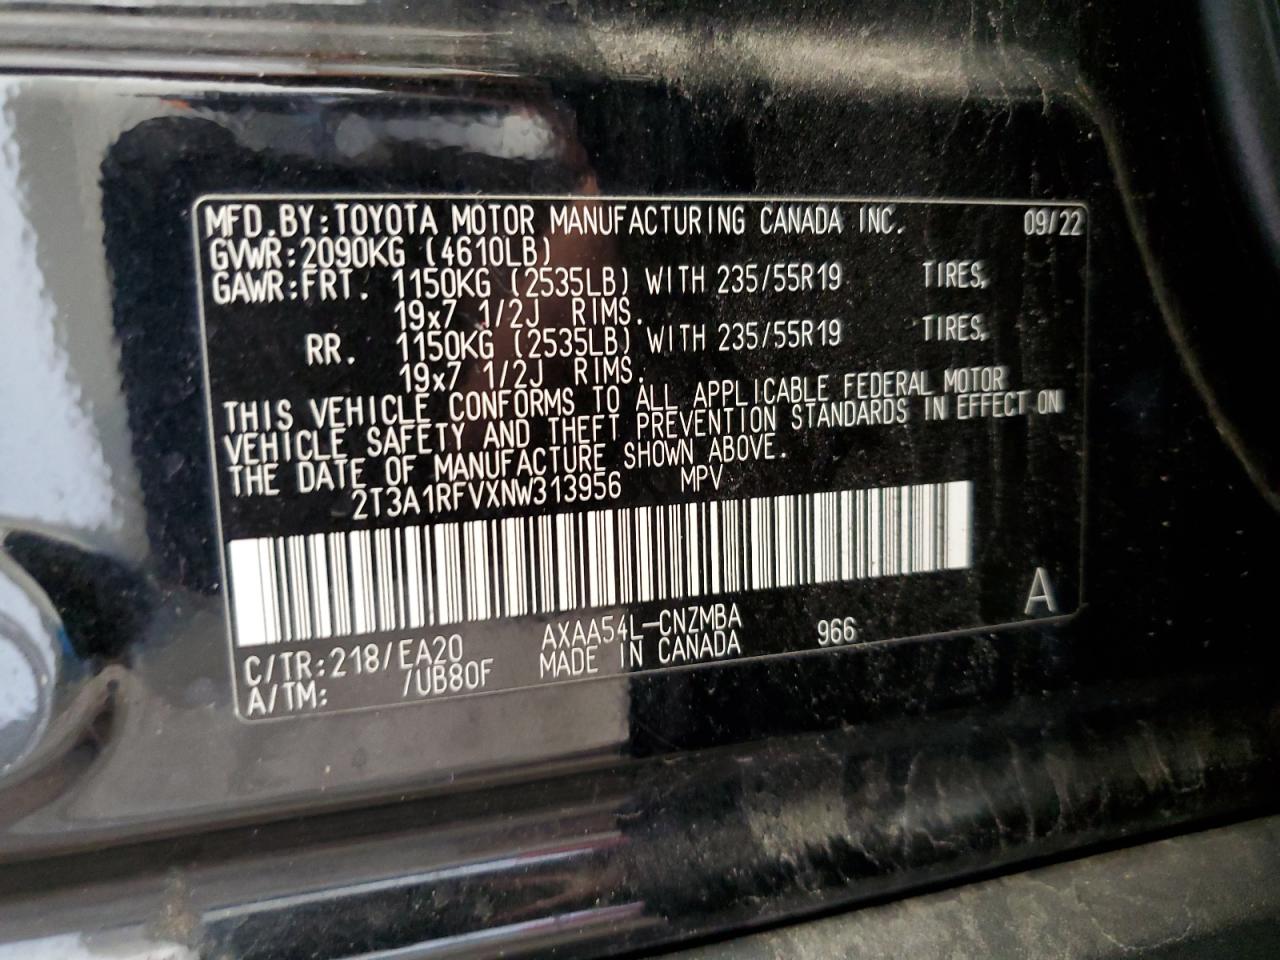 MFD.BY:TOYOTA MOTOR MANUFACTURING CANADA INC. 09/22
GVWR:2090KG (4610LB)
GAWR:FRT. 1150KG (2535LB) WITH 235/55R19 TIRES,
19x7 1/2J RIMS.
RR. 1150KG (2535LB) WITH 235/55R19 TIRES,
19x7 1/2J RIMS.
THIS VEHICLE CONFORMS TO ALL APPLICABLE FEDERAL MOTOR
VEHICLE SAFETY AND THEFT PREVENTION STANDARDS IN EFFECT ON
THE DATE OF MANUFACTURE SHOWN ABOVE.
2T3A1RFVXNW313956 MPV
C/TR:218/EA20 AXAA54L-CNZMBA 966 A
A/TM: /UB80F MADE IN CANADA